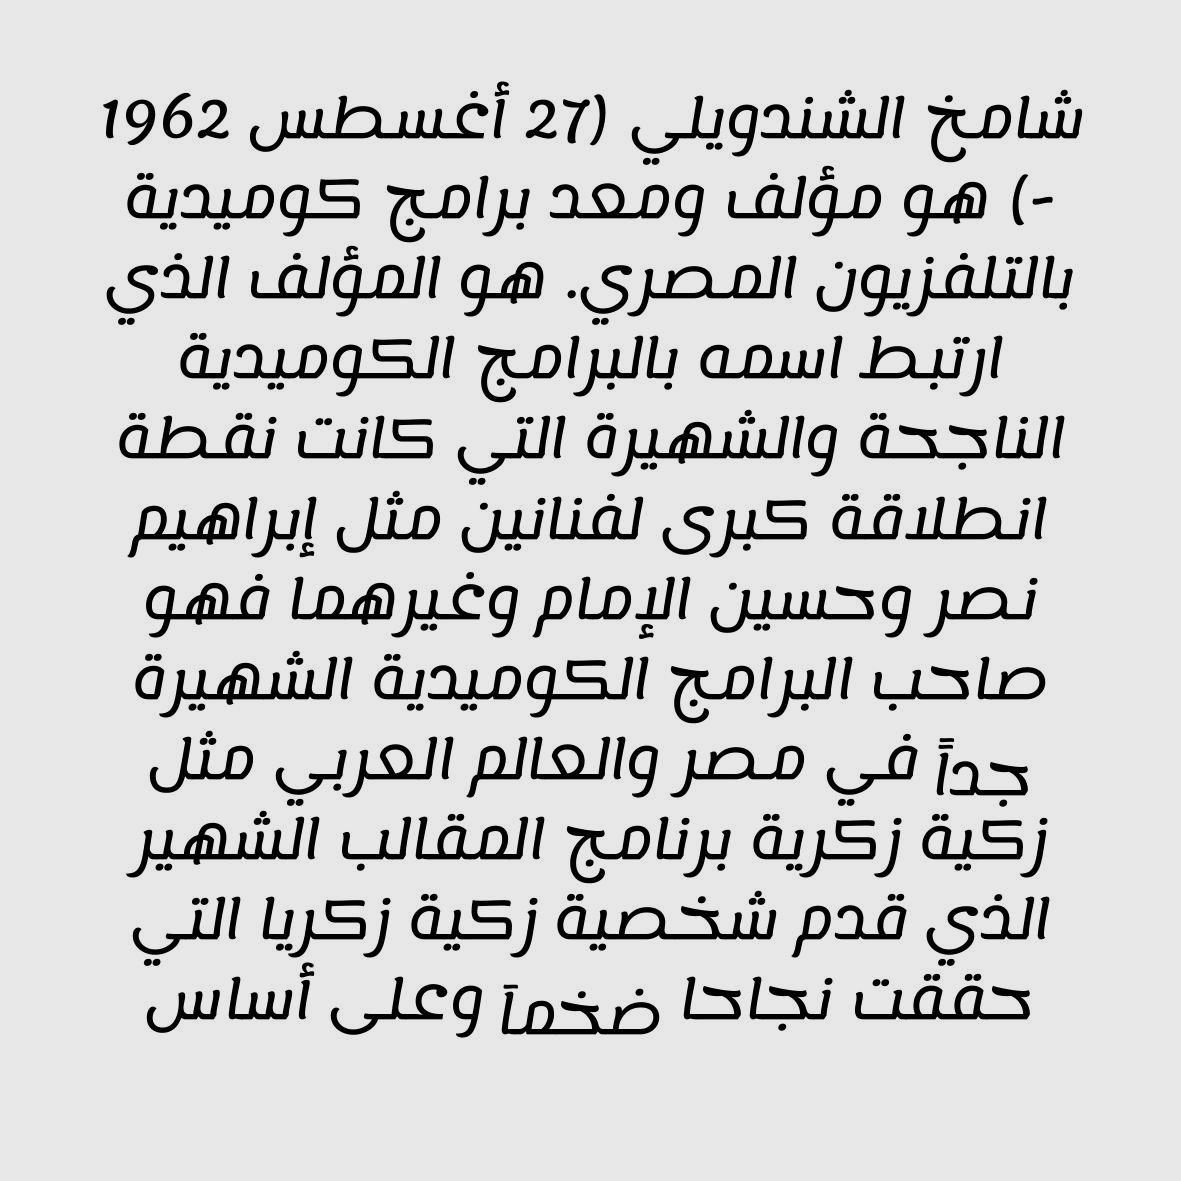 شامخ الشندويلي (27 أغسطس 1962
-) هو مؤلف ومعد برامج كوميدية
بالتلفزيون المصري. هو المؤلف الذي
ارتبط اسمه بالبرامج الكوميدية
الناجحة والشهيرة التي كانت نقطة
انطلاقة كبرى لفنانين مثل إبراهيم
نصر وحسين الإمام وغيرهما فهو
صاحب البرامج الكوميدية الشهيرة
جداً في مصر والعالم العربي مثل
زكية زكرية برنامج المقالب الشهير
الذي قدم شخصية زكية زكريا التي
حققت نجاحا ضخماَ وعلى أساس